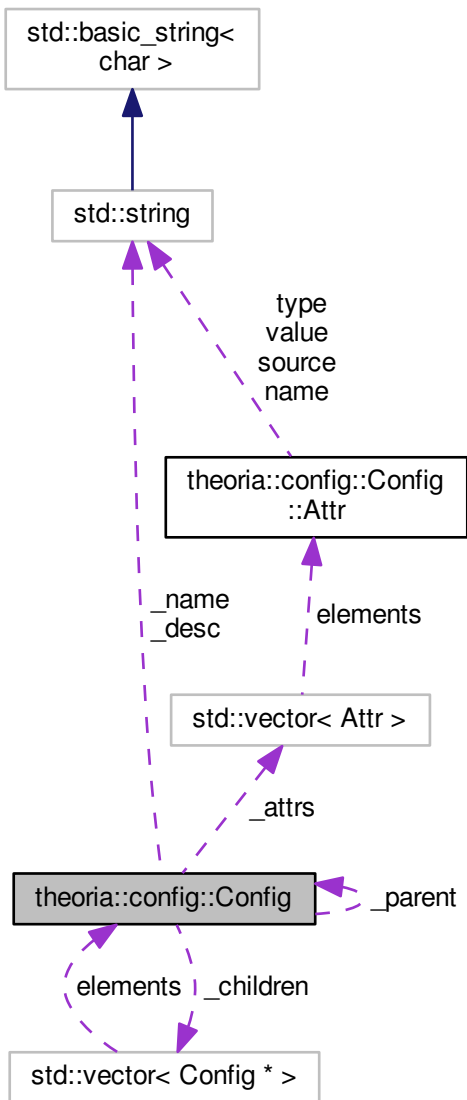 std::basic_string<
char >
std::string
type
value
source
name
theoria::config::Config
::Attr
_name
_desc
elements
std::vector< Attr >
_attrs
theoria::config::Config
_parent
elements
_children
std::vector< Config * >